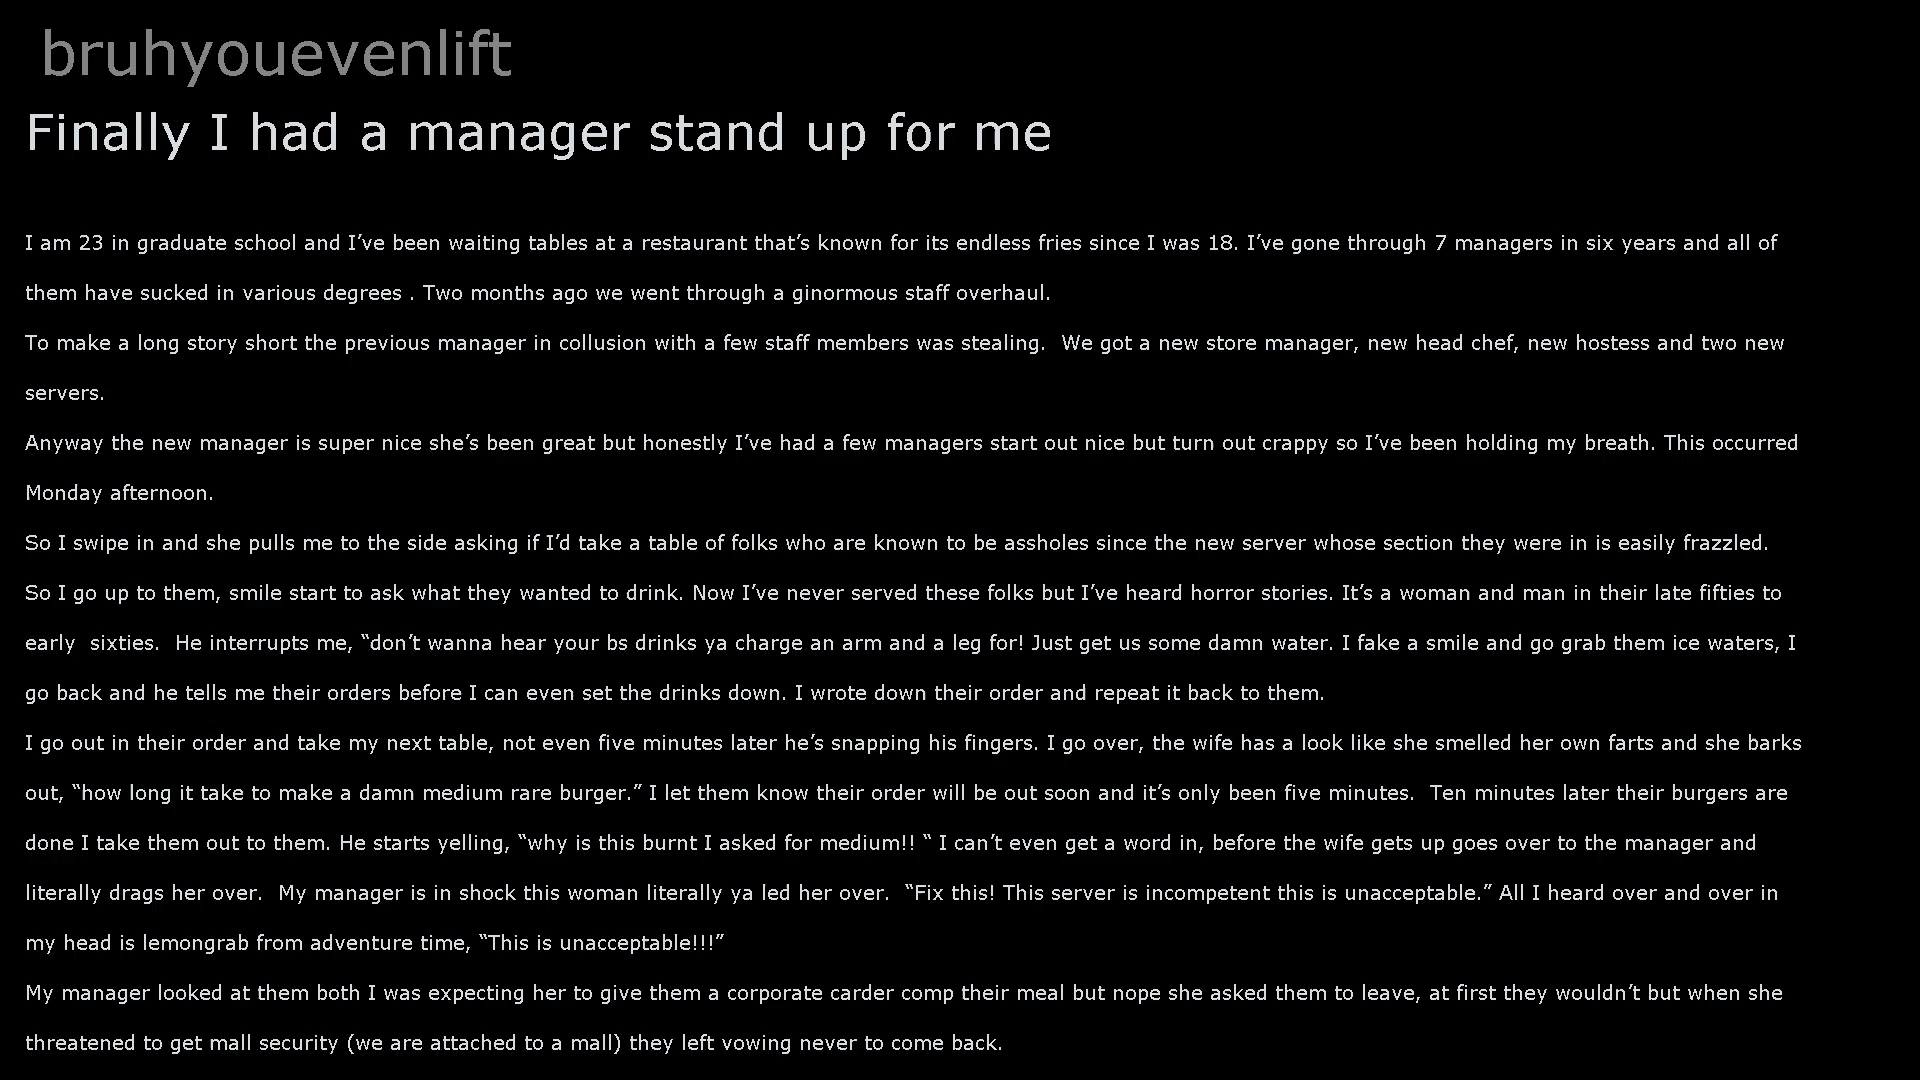 bruhyouevenlift
Finally I had a manager stand up for me
I am 23 in graduate school and I’ve been waiting tables at a restaurant that’s known for its endless fries since I was 18. I’ve gone through 7 managers in six years and all of
them have sucked in various degrees . Two months ago we went through a ginormous staff overhaul.
To make a long story short the previous manager in collusion with a few staff members was stealing.  We got a new store manager, new head chef, new hostess and two new
servers.
Anyway the new manager is super nice she’s been great but honestly I’ve had a few managers start out nice but turn out crappy so I’ve been holding my breath. This occurred
Monday afternoon.
So I swipe in and she pulls me to the side asking if I’d take a table of folks who are known to be assholes since the new server whose section they were in is easily frazzled.
So I go up to them, smile start to ask what they wanted to drink. Now I’ve never served these folks but I’ve heard horror stories. It’s a woman and man in their late fifties to
early  sixties.  He interrupts me, “don’t wanna hear your bs drinks ya charge an arm and a leg for! Just get us some damn water. I fake a smile and go grab them ice waters, I
go back and he tells me their orders before I can even set the drinks down. I wrote down their order and repeat it back to them.
I go out in their order and take my next table, not even five minutes later he’s snapping his fingers. I go over, the wife has a look like she smelled her own farts and she barks
out, “how long it take to make a damn medium rare burger.” I let them know their order will be out soon and it’s only been five minutes.  Ten minutes later their burgers are
done I take them out to them. He starts yelling, “why is this burnt I asked for medium!! “ I can’t even get a word in, before the wife gets up goes over to the manager and
literally drags her over.  My manager is in shock this woman literally ya led her over.  “Fix this! This server is incompetent this is unacceptable.” All I heard over and over in
my head is lemongrab from adventure time, “This is unacceptable!!!”
My manager looked at them both I was expecting her to give them a corporate carder comp their meal but nope she asked them to leave, at first they wouldn’t but when she
threatened to get mall security (we are attached to a mall) they left vowing never to come back.